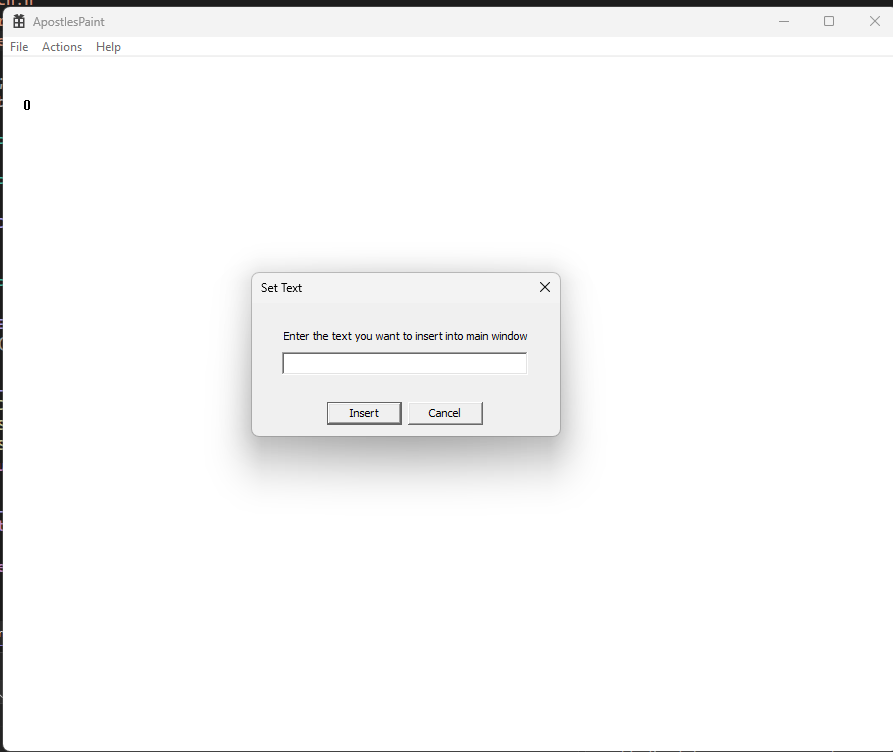 ApostlesPaint
File Actions Help
0
Set Text
Enter the text you want to insert into main window
Insert Cancel